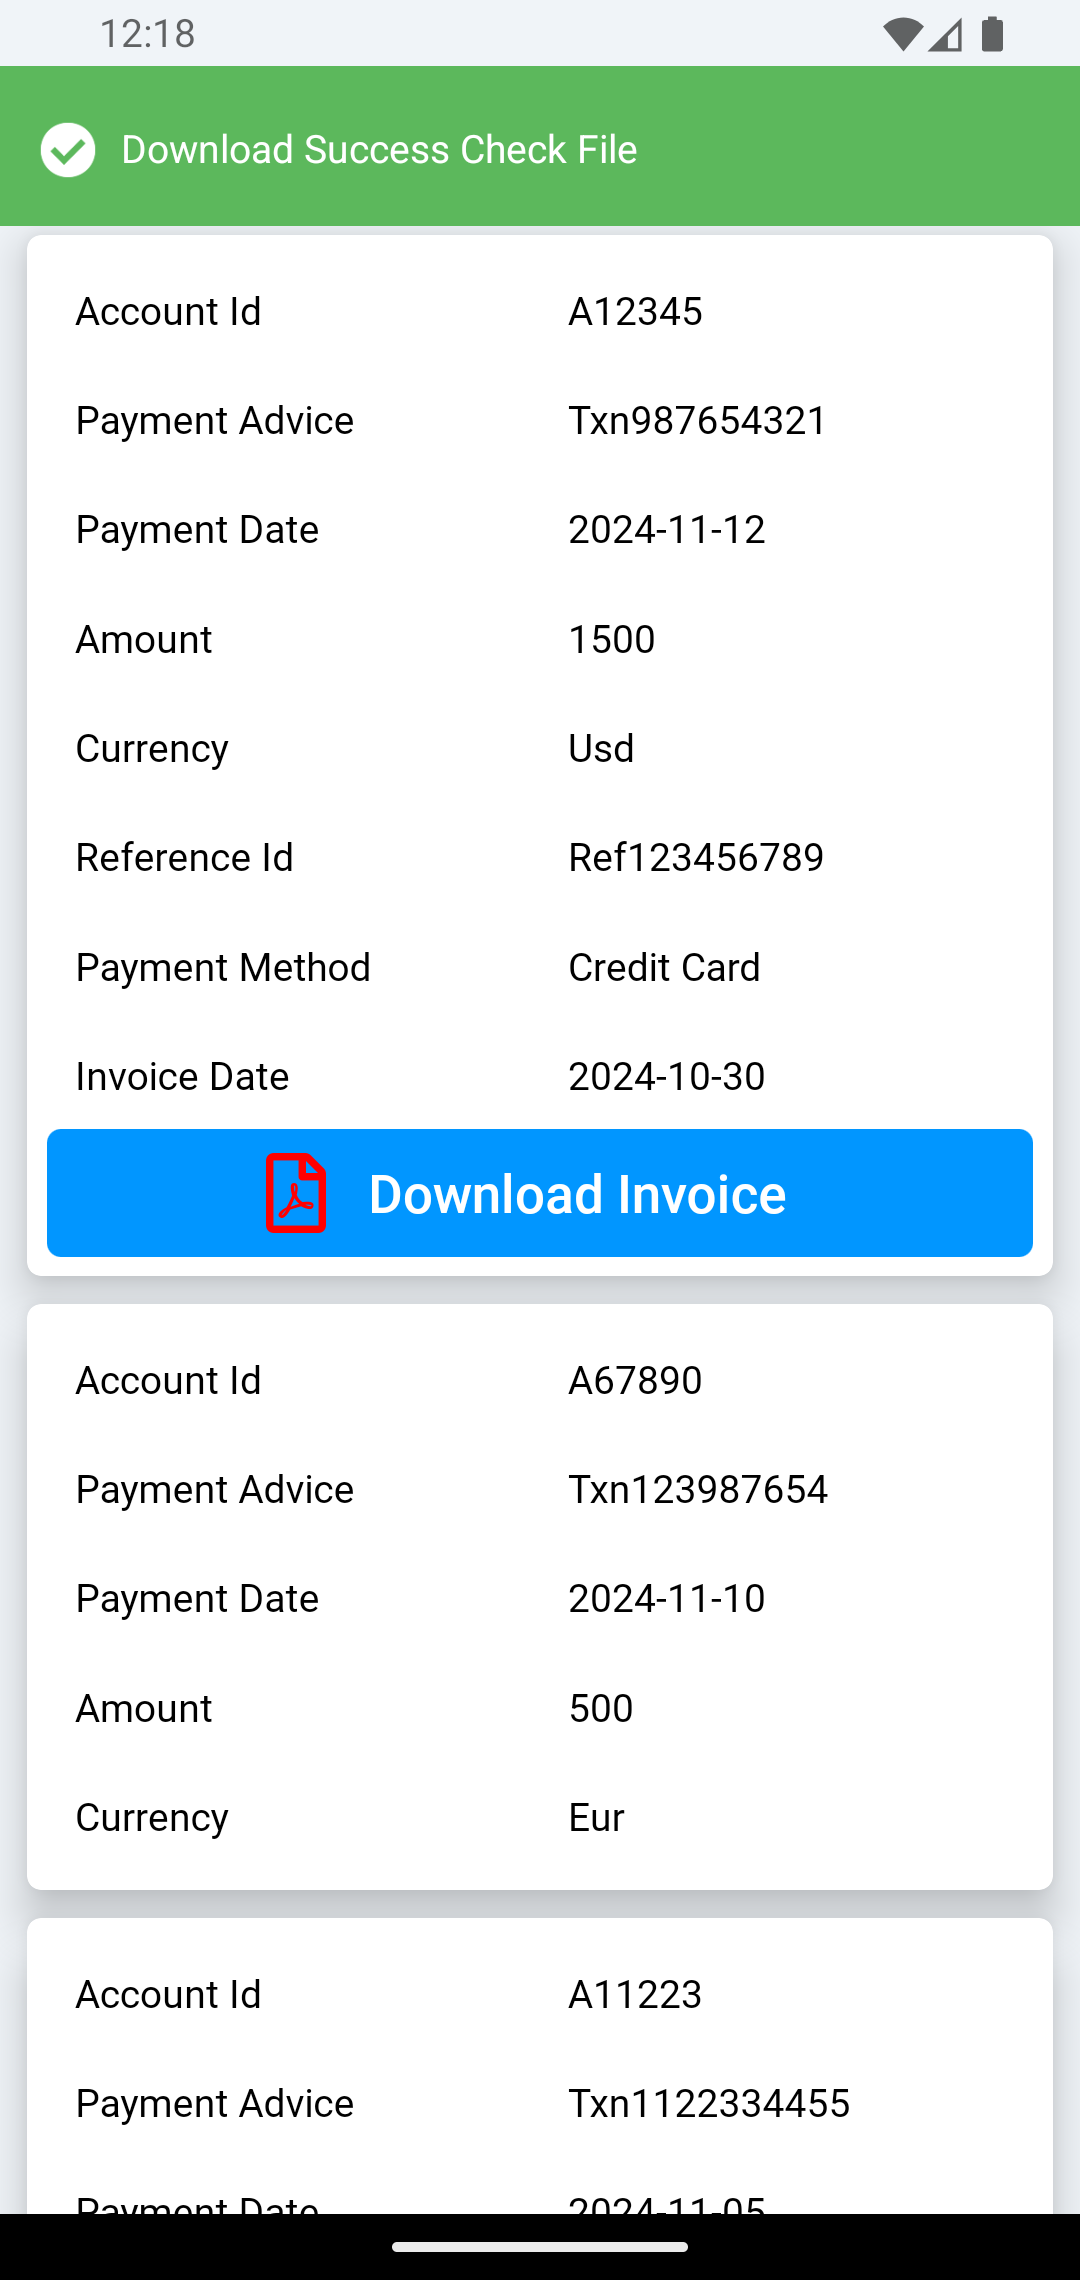 12:18
Download Success Check File
Account Id A12345
Payment Advice Txn987654321
Payment Date 2024-11-12
Amount 1500
Currency Usd
Reference Id Ref123456789
Payment Method Credit Card
Invoice Date 2024-10-30
Download Invoice
Account Id A67890
Payment Advice Txn123987654
Payment Date 2024-11-10
Amount 500
Currency Eur
Account Id A11223
Payment Advice Txn1122334455
Payment Date 2024-11-05